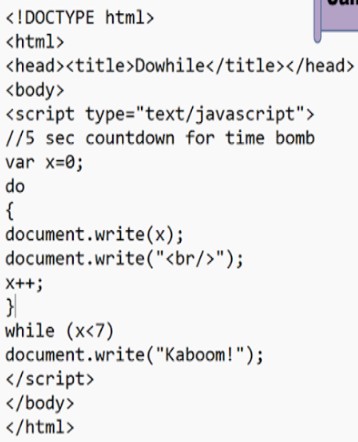 <!DOCTYPE html>
<html>
<head><title>Dowhile</title></head>
<body>
<script type="text/javascript">
//5 sec countdown for time bomb
var x=0;
do
{
document.write(x);
document.write("<br/>");
x++;
}
while (x<7)
document.write("Kaboom!");
</script>
</body>
</html>